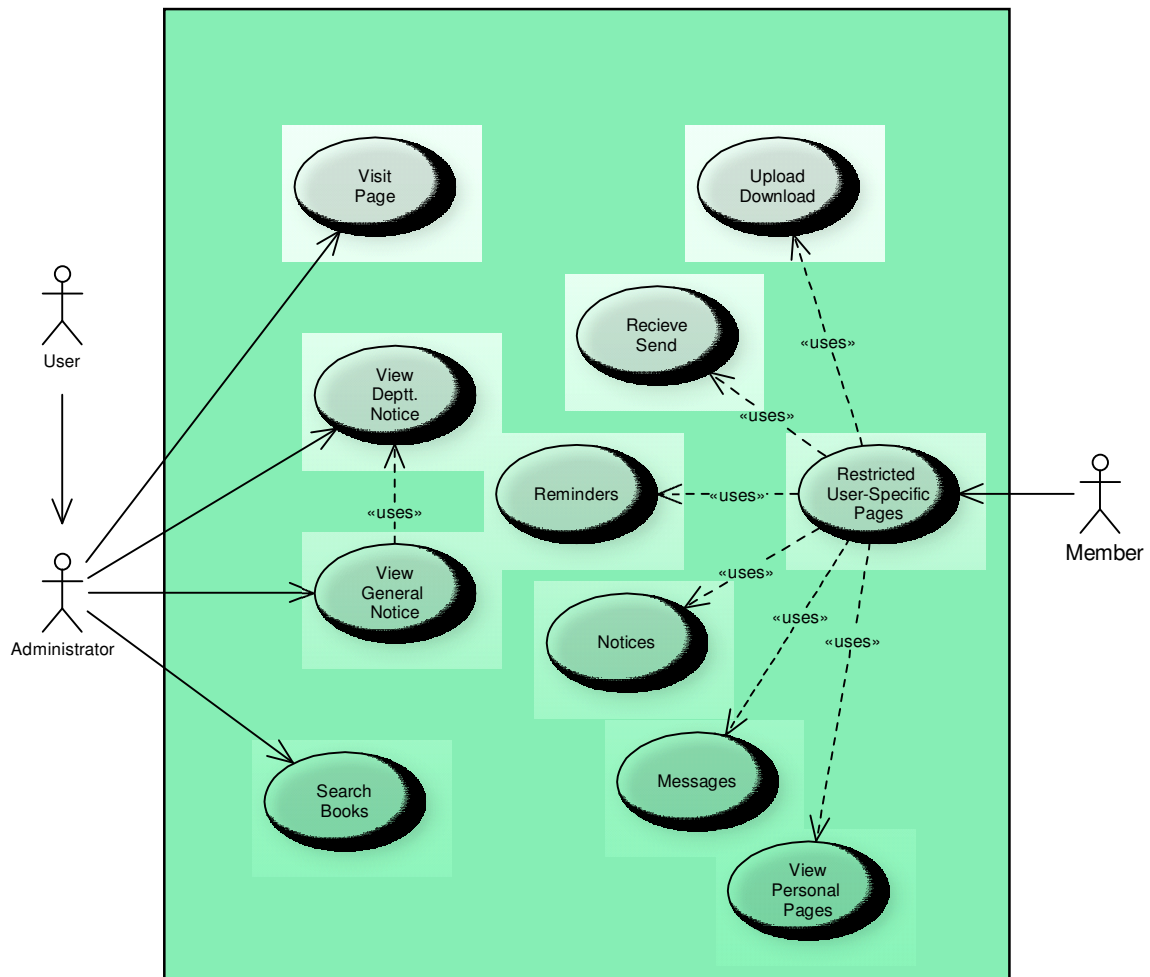 Visit
Page
Upload
Download
Recieve
Send
«uses»
User
View
Deptt.
Notice
«uses»
Restricted
User-Specific
Pages
Reminders
«uses»
«uses»
Member
View
General
Notice
«uses»
Administrator
Notices
«uses»
«uses»
Messages
Search
Books
View
Personal
Pages